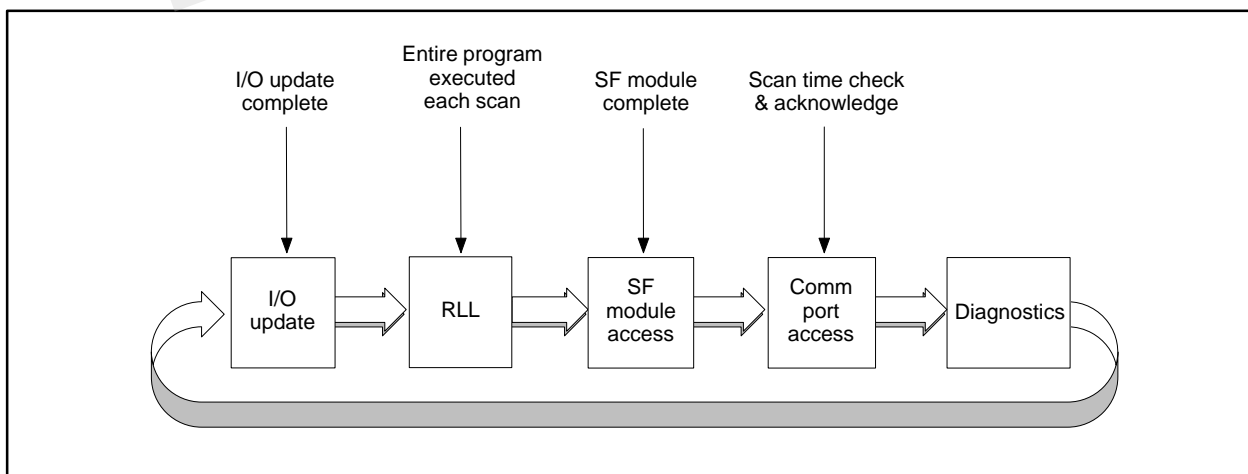 I/O update
complete
Entire program
executed
each scan
SF module
complete
Scan time check
& acknowledge
I/O
update
RLL
SF
module
access
Comm
port
access
Diagnostics